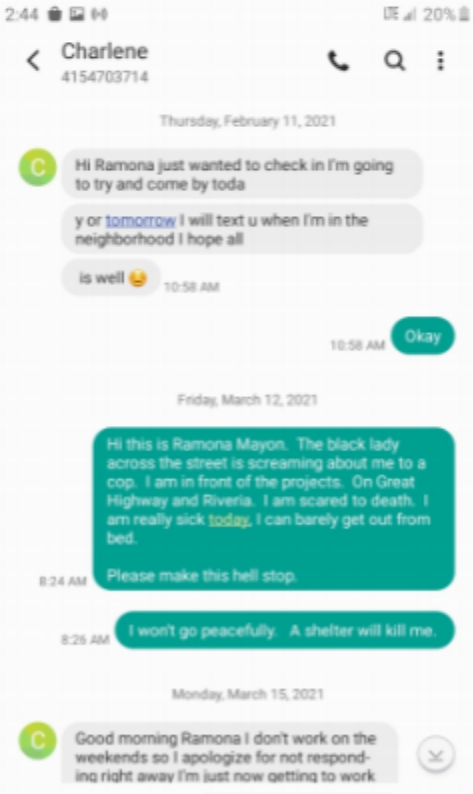 2:44 LTE 20%
Charlene
4154703714
Thursday, February 11, 2021
C
Hi Ramona just wanted to check in I'm going
to try and come by toda
y or tomorrow I will text u when I'm in the
neighborhood I hope all
is well 😖
10:58 AM
Okay
10:58 AM
Friday, March 12, 2021
Hi this is Ramona Mayon. The black lady
across the street is screaming about me to a
cop. I am in front of the projects. On Great
Highway and Riveria. I am scared to death. I
am really sick today, I can barely get out from
bed.
Please make this hell stop.
8:24 AM
I won't go peacefully. A shelter will kill me.
8:26 AM
Monday, March 15, 2021
C
Good morning Ramona I don't work on the
weekends so I apologize for not respond-
ing right away I'm just now getting to work